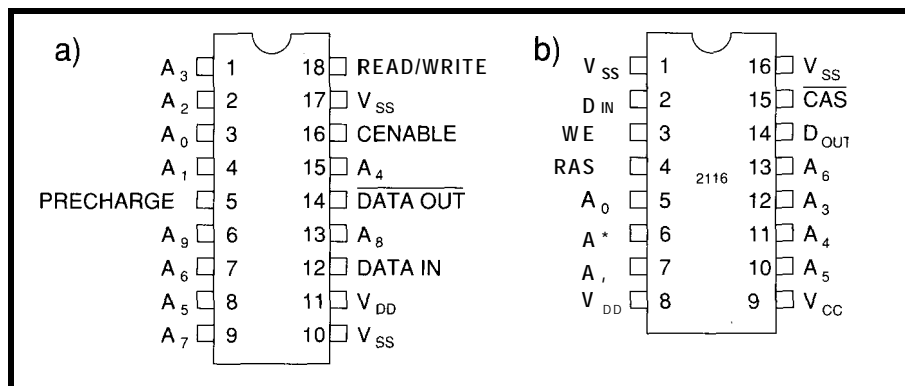 a)
A3 1 18 READ/WRITE
A2 2 17 VSS
A0 3 16 CENABLE
A1 4 15 A4
PRECHARGE 5 14 DATA OUT
A9 6 13 A8
A6 7 12 DATA IN
A5 8 11 VDD
A7 9 10 VSS
b)
VSS 1 16 VSS
DIN 2 15 CAS
WE 3 14 DOUT
RAS 4 13 A6
2116
A0 5 12 A3
A* 6 11 A4
A, 7 10 A5
VDD 8 9 VCC